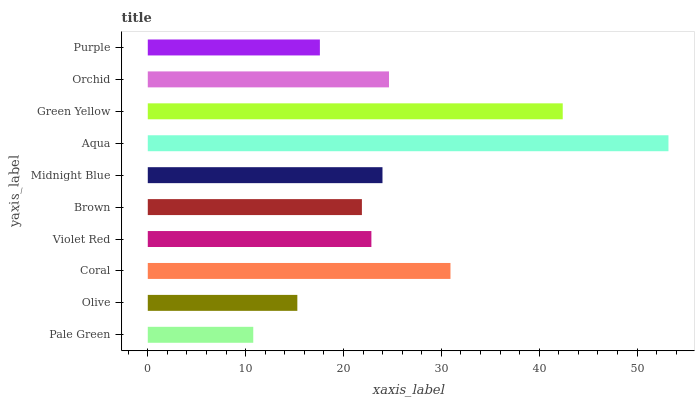 title
Purple
Orchid
Green Yellow
Aqua
Midnight Blue
Brown
Violet Red
Coral
Olive
Pale Green
yaxis_label
0 10 20 30 40 50
xaxis_label